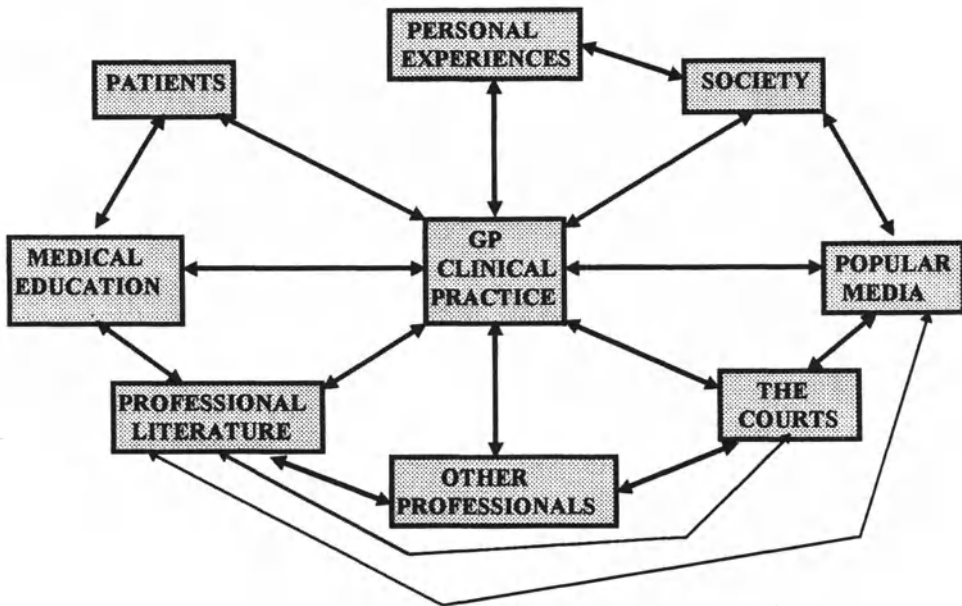 PERSONAL
EXPERIENCES
PATIENTS
SOCIETY
MEDICAL
EDUCATION
GP
CLINICAL
PRACTICE
POPULAR
MEDIA
PROFESSIONAL
LITERATURE
THE
COURTS
OTHER
PROFESSIONALS